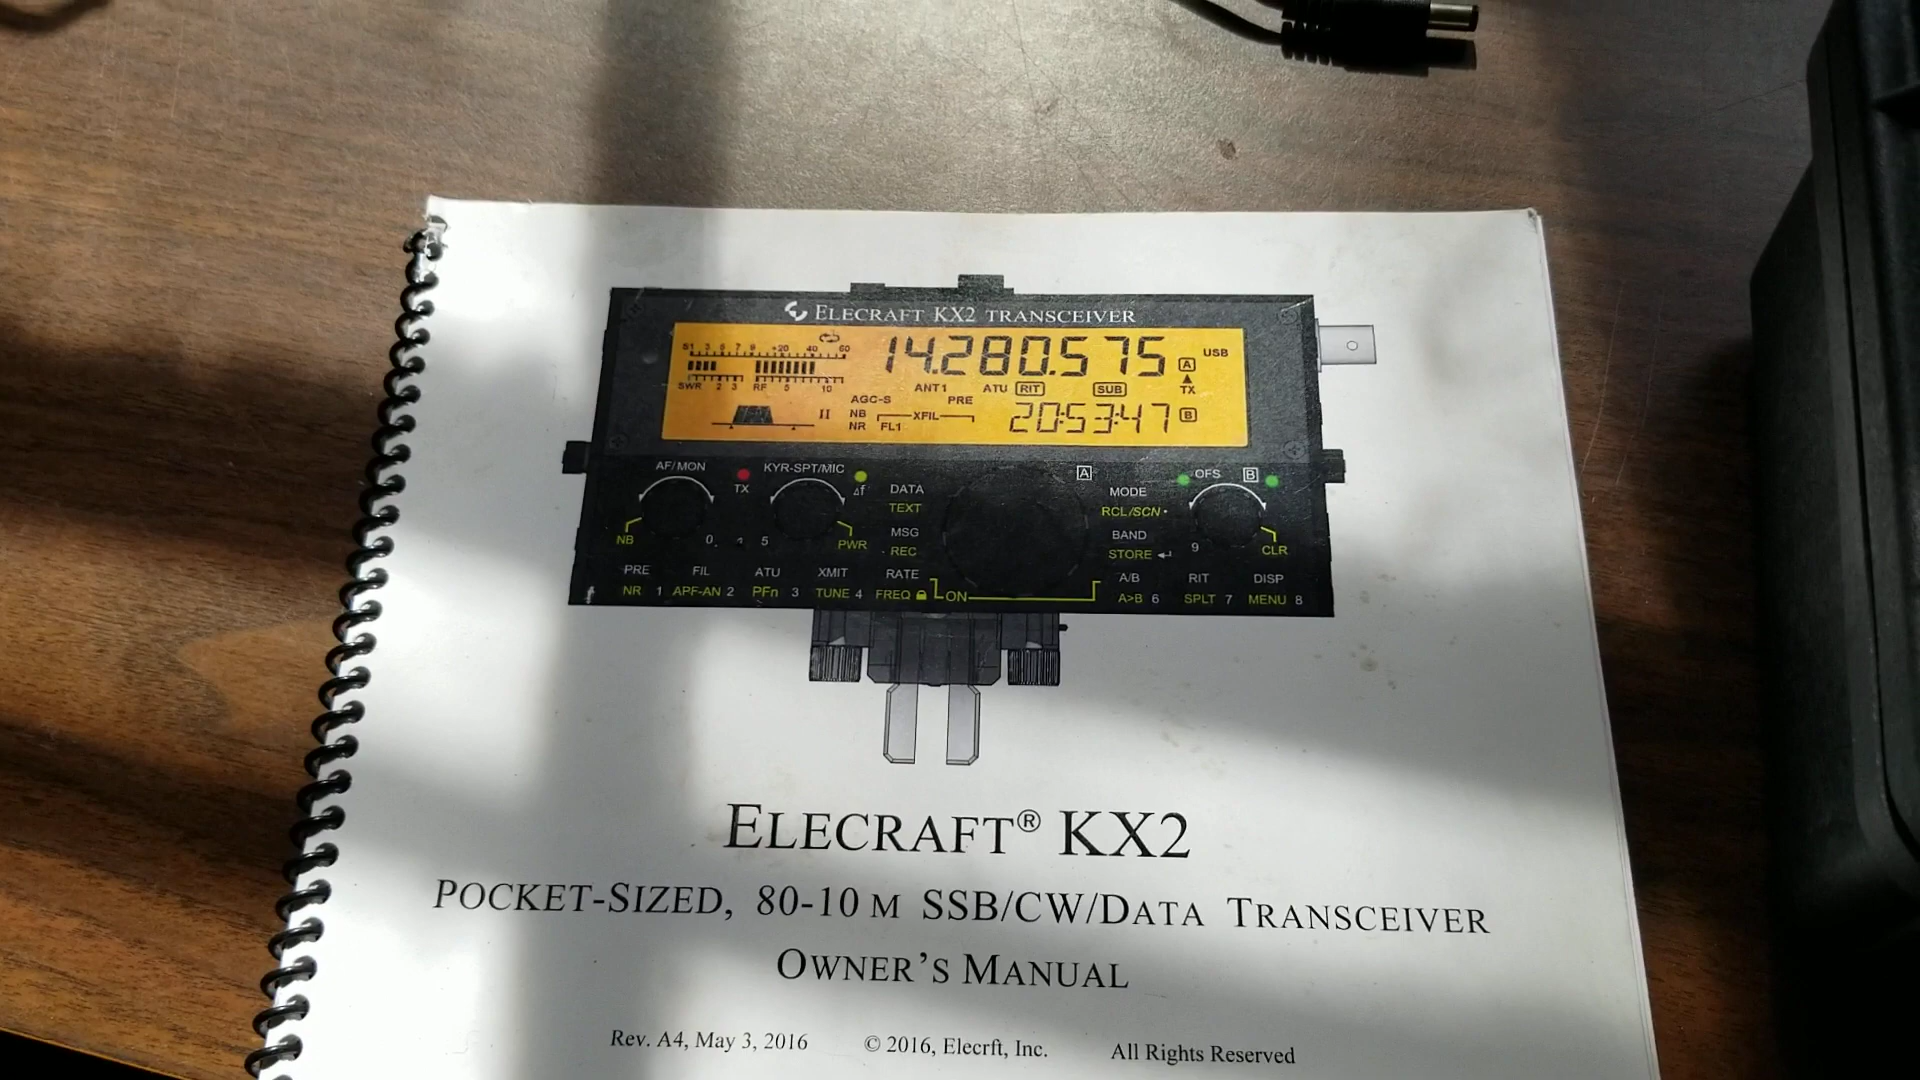 ELECRAFT KX2 TRANSCEIVER
S1 3 6 7 9 +20 40 60
14.280.575 USB
A
SWR 2 3 RF 5 10
ANT1 ATU RIT SUB TX
AGC-S PRE
NB XFIL 20:53:47 B
NR FL1
II
AF/MON KYR-SPT/MIC A OFS B
TX Δf DATA MODE
TEXT RCL/SCN
MSG BAND
NB 0 5 PWR REC STORE 9 CLR
PRE FIL ATU XMIT RATE A/B RIT DISP
NR 1 APF-AN 2 PFn 3 TUNE 4 FREQ ON A>B 6 SPLT 7 MENU 8
ELECRAFT® KX2
POCKET-SIZED, 80-10 M SSB/CW/DATA TRANSCEIVER
OWNER'S MANUAL
Rev. A4, May 3, 2016 © 2016, Elecrft, Inc. All Rights Reserved